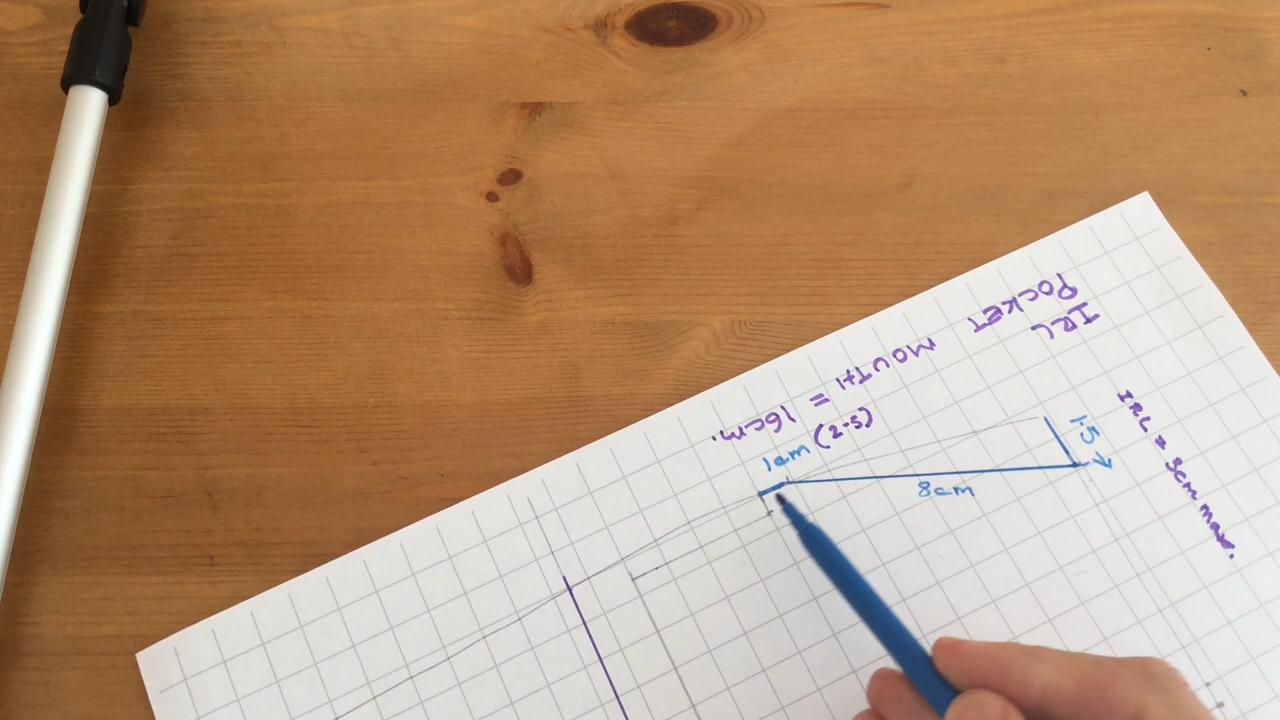 IRL
POCKET MOUTH = 16cm.
1cm (2.5)
8cm
1.5
IRL = 3cm max.